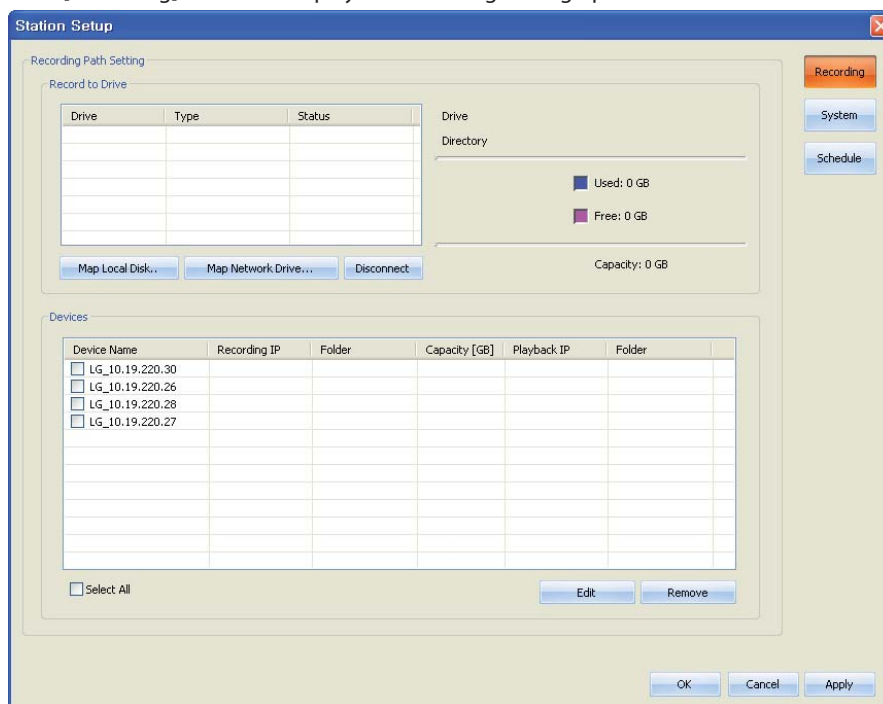 Station Setup
Recording Path Setting
Record to Drive
Drive Type Status
Drive
Directory
Used: 0 GB
Free: 0 GB
Capacity: 0 GB
Map Local Disk.. Map Network Drive... Disconnect
Recording
System
Schedule
Devices
Device Name Recording IP Folder Capacity [GB] Playback IP Folder
LG_10.19.220.30
LG_10.19.220.26
LG_10.19.220.28
LG_10.19.220.27
Select All Edit Remove
OK Cancel Apply